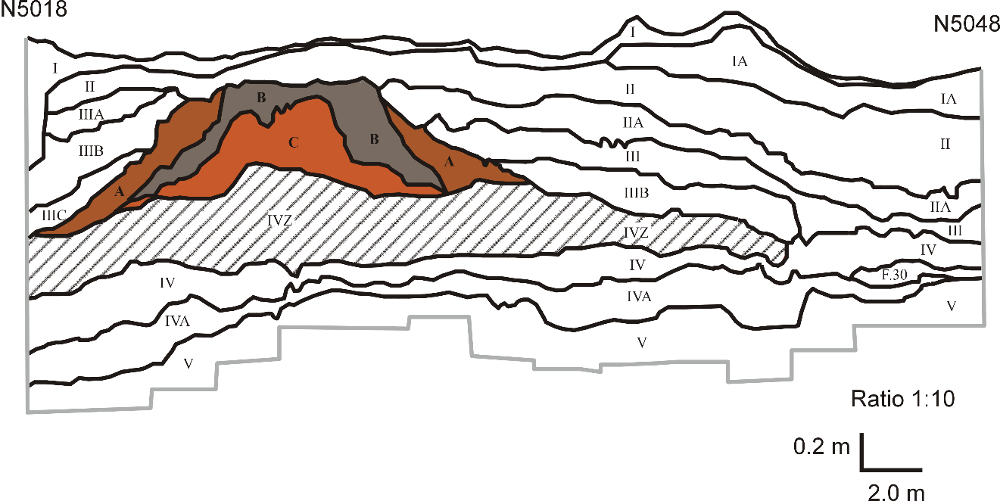 N5018
N5048
I
I
IA
II
IIIA
IIIB
IIIC
B
B
C
A
A
II
IIA
III
IIIB
IA
II
IIA
III
IVZ
IVZ
IV
IV
IV
F.30
IVA
IVA
V
V
V
Ratio 1:10
0.2 m
2.0 m